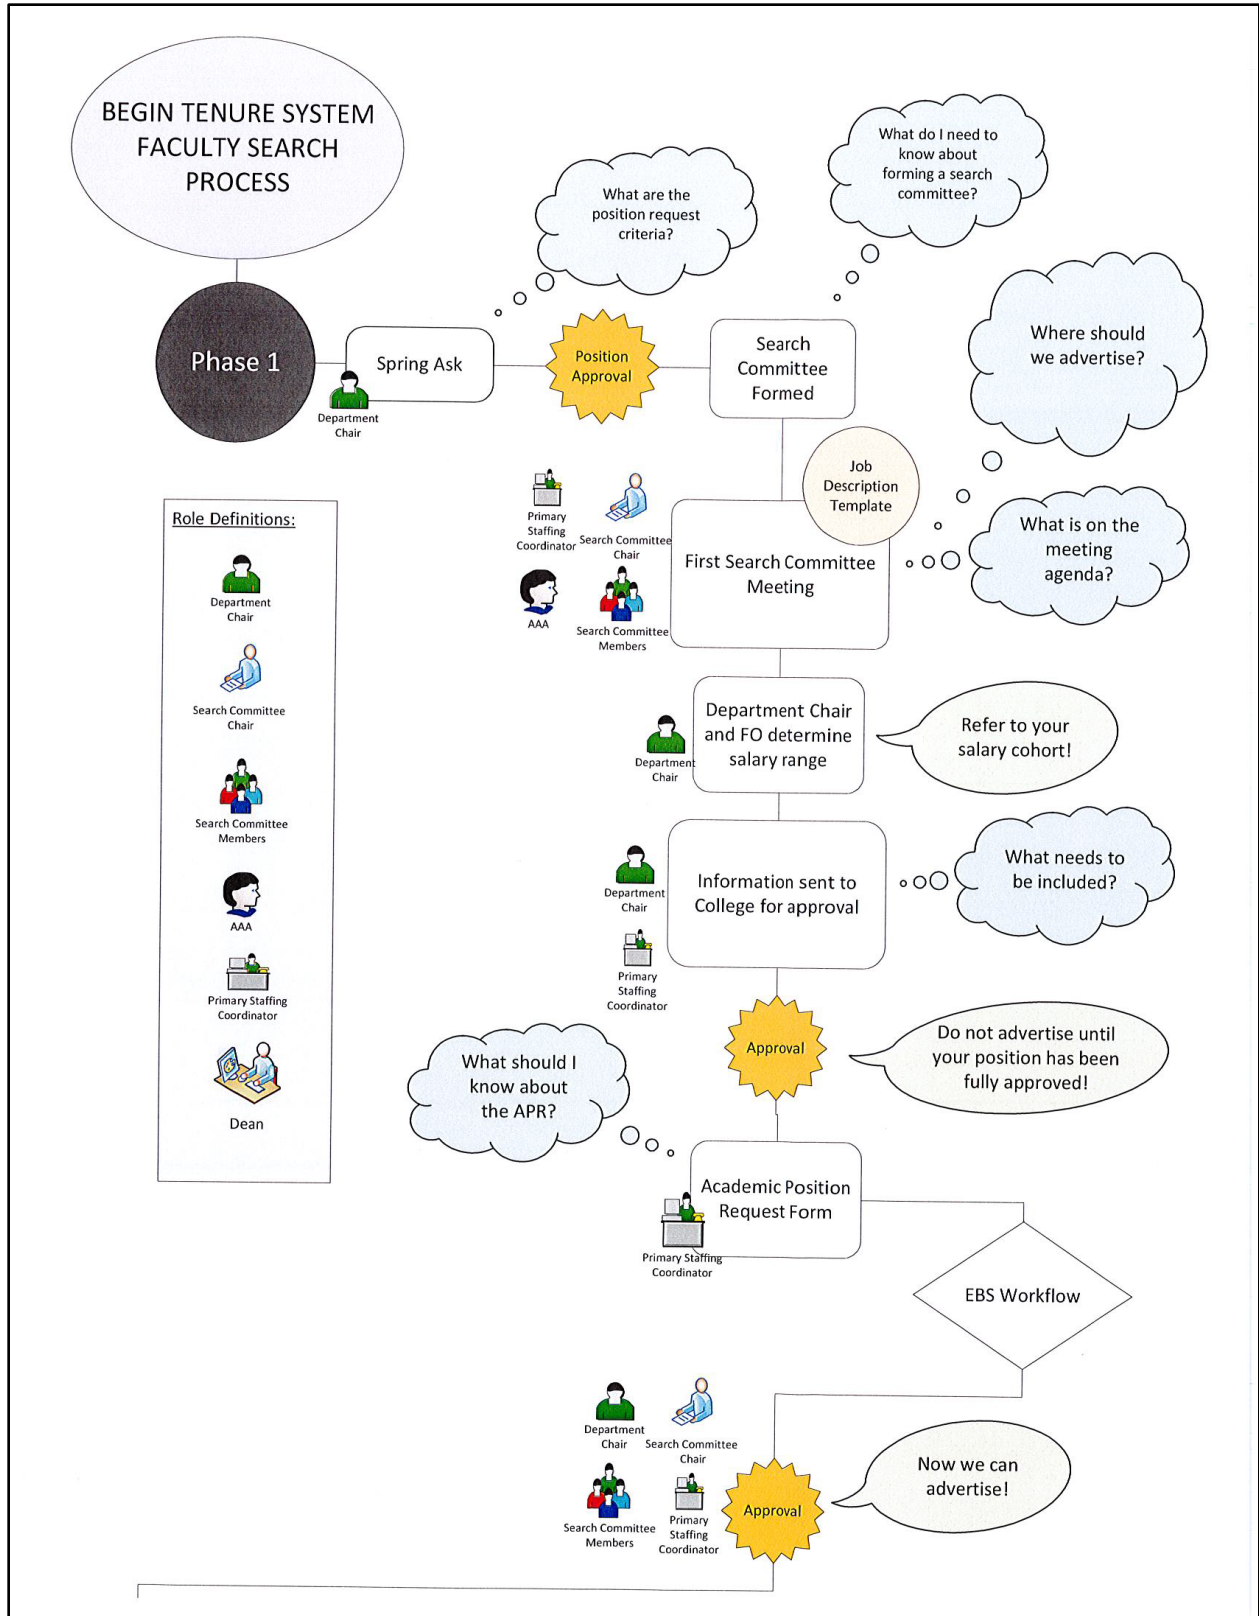 BEGIN TENURE SYSTEM
FACULTY SEARCH
PROCESS
What are the
position request
criteria?
What do I need to
know about
forming a search
committee?
Where should
we advertise?
Phase 1
Spring Ask
Department
Chair
Position
Approval
Search
Committee
Formed
Job
Description
Template
What is on the
meeting
agenda?
Primary
Staffing
Coordinator
Search Committee
Chair
AAA
Search Committee
Members
First Search Committee
Meeting
Role Definitions:
Department
Chair
Search Committee
Chair
Search Committee
Members
AAA
Primary Staffing
Coordinator
Dean
Department
Chair
Department Chair
and FO determine
salary range
Refer to your
salary cohort!
Department
Chair
Primary
Staffing
Coordinator
Information sent to
College for approval
What needs to
be included?
Approval
Do not advertise until
your position has been
fully approved!
What should I
know about
the APR?
Academic Position
Request Form
Primary Staffing
Coordinator
EBS Workflow
Department
Chair
Search Committee
Chair
Search Committee
Members
Primary
Staffing
Coordinator
Approval
Now we can
advertise!